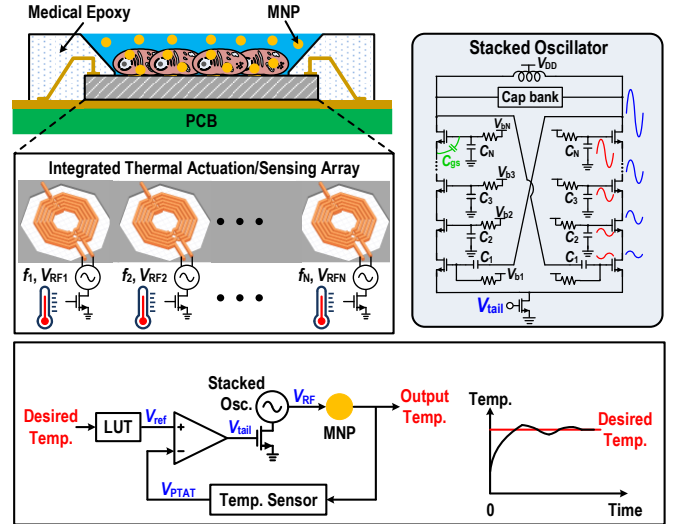 Medical Epoxy
MNP
PCB
Integrated Thermal Actuation/Sensing Array
f1, VRF1
f2, VRF2
fN, VRFN
Stacked Oscillator
VDD
Cap bank
VbN
Cgs
CN
CN
Vb3
C3
C3
Vb2
C2
C2
C1
C1
Vb1
Vtail
Desired
Temp.
LUT
Vref
+
−
VPTAT
Vtail
Stacked
Osc.
VRF
MNP
Output
Temp.
Temp. Sensor
Temp.
Desired
Temp.
0
Time